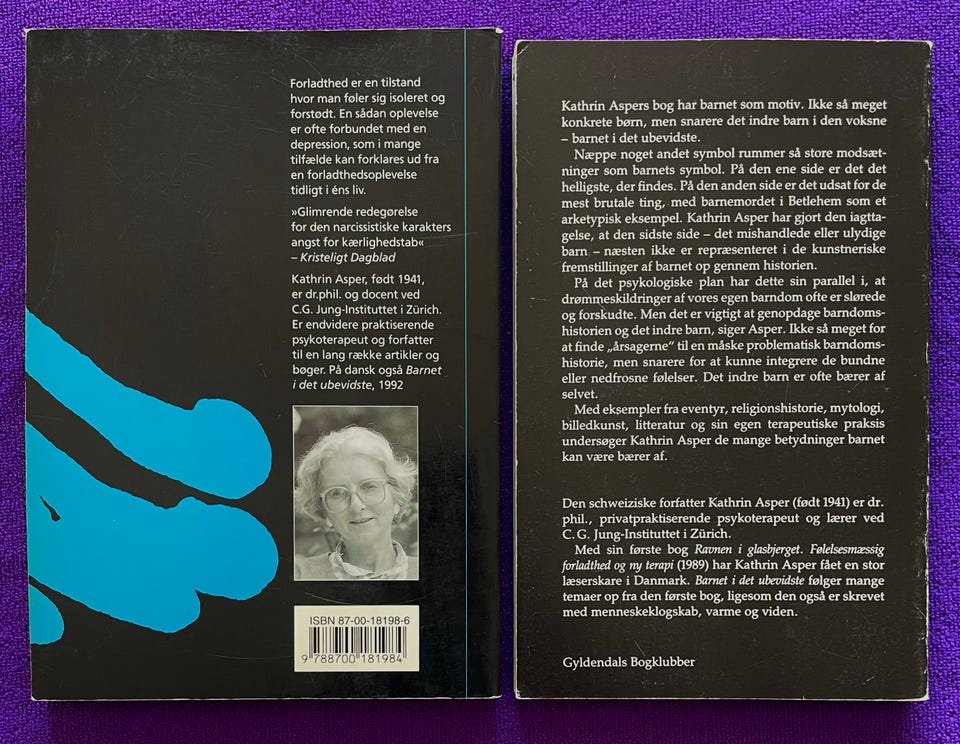 Forladthed er en tilstand
hvor man føler sig isoleret og
forstødt. En sådan oplevelse
er ofte forbundet med en
depression, som i mange
tilfælde kan forklares ud fra
en forladthedsoplevelse
tidligt i éns liv.
»Glimrende redegørelse
for den narcissistiske karakters
angst for kærlighedstab«
– Kristeligt Dagblad
Kathrin Asper, født 1941,
er dr.phil. og docent ved
C.G. Jung-Instituttet i Zürich.
Er endvidere praktiserende
psykoterapeut og forfatter
til en lang række artikler og
bøger. På dansk også Barnet
i det ubevidste, 1992
ISBN 87-00-18198-6
9 788700 181984
Kathrin Aspers bog har barnet som motiv. Ikke så meget
konkrete børn, men snarere det indre barn i den voksne
– barnet i det ubevidste.
Næppe noget andet symbol rummer så store modsæt-
ninger som barnets symbol. På den ene side er det det
helligste, der findes. På den anden side er det udsat for de
mest brutale ting, med barnemordet i Betlehem som et
arketypisk eksempel. Kathrin Asper har gjort den iagtta-
gelse, at den sidste side – det mishandlede eller ulydige
barn – næsten ikke er repræsenteret i de kunstneriske
fremstillinger af barnet op gennem historien.
På det psykologiske plan har dette sin parallel i, at
drømmeskildringer af vores egen barndom ofte er slørede
og forskudte. Men det er vigtigt at genopdage barndoms-
historien og det indre barn, siger Asper. Ikke så meget for
at finde „årsagerne“ til en måske problematisk barndoms-
historie, men snarere for at kunne integrere de bundne
eller nedfrosne følelser. Det indre barn er ofte bærer af
selvet.
Med eksempler fra eventyr, religionshistorie, mytologi,
billedkunst, litteratur og sin egen terapeutiske praksis
undersøger Kathrin Asper de mange betydninger barnet
kan være bærer af.
Den schweiziske forfatter Kathrin Asper (født 1941) er dr.
phil., privatpraktiserende psykoterapeut og lærer ved
C. G. Jung-Instituttet i Zürich.
Med sin første bog Ravnen i glasbjerget. Følelsesmæssig
forladthed og ny terapi (1989) har Kathrin Asper fået en stor
læserskare i Danmark. Barnet i det ubevidste følger mange
temaer op fra den første bog, ligesom den også er skrevet
med menneskeklogskab, varme og viden.
Gyldendals Bogklubber